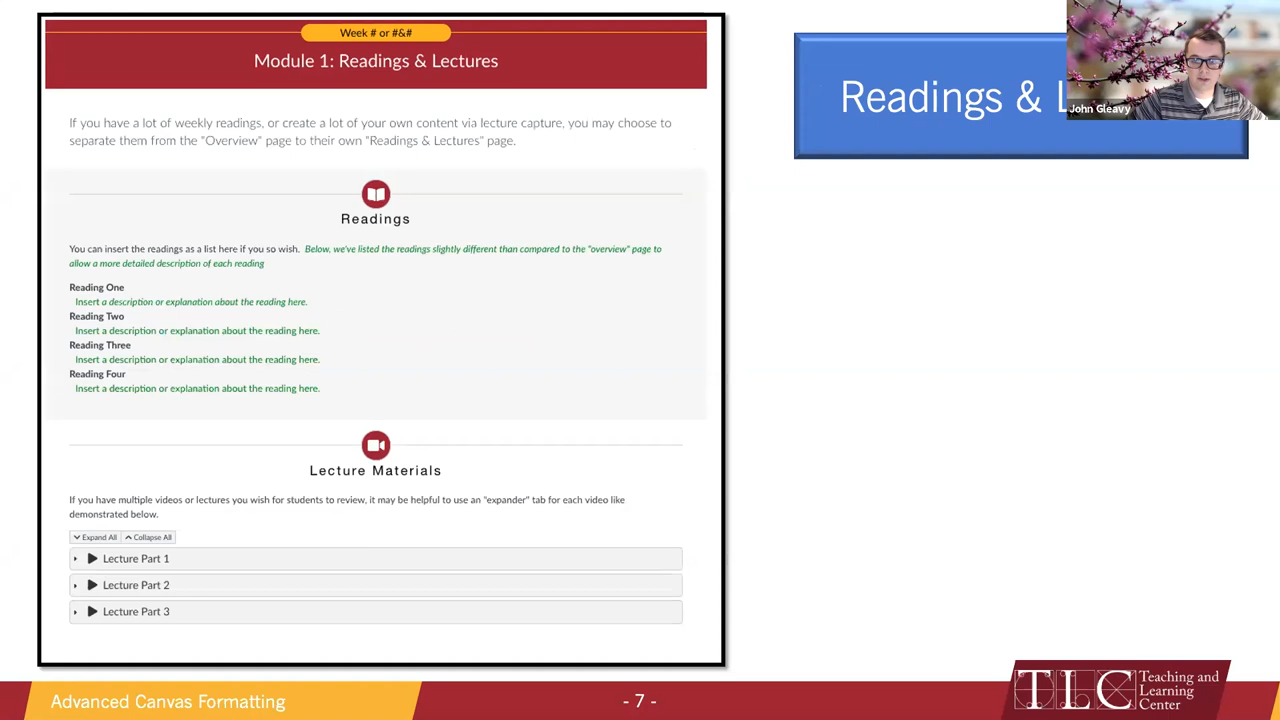 Week # or #&#
Module 1: Readings & Lectures
If you have a lot of weekly readings, or create a lot of your own content via lecture capture, you may choose to
separate them from the "Overview" page to their own "Readings & Lectures" page.
Readings
You can insert the readings as a list here if you so wish. Below, we've listed the readings slightly different than compared to the "overview" page to
allow a more detailed description of each reading
Reading One
Insert a description or explanation about the reading here.
Reading Two
Insert a description or explanation about the reading here.
Reading Three
Insert a description or explanation about the reading here.
Reading Four
Insert a description or explanation about the reading here.
Lecture Materials
If you have multiple videos or lectures you wish for students to review, it may be helpful to use an "expander" tab for each video like
demonstrated below.
Expand All Collapse All
Lecture Part 1
Lecture Part 2
Lecture Part 3
Readings & L
John Gleavy
Advanced Canvas Formatting
- 7 -
TLC
Teaching and
Learning
Center